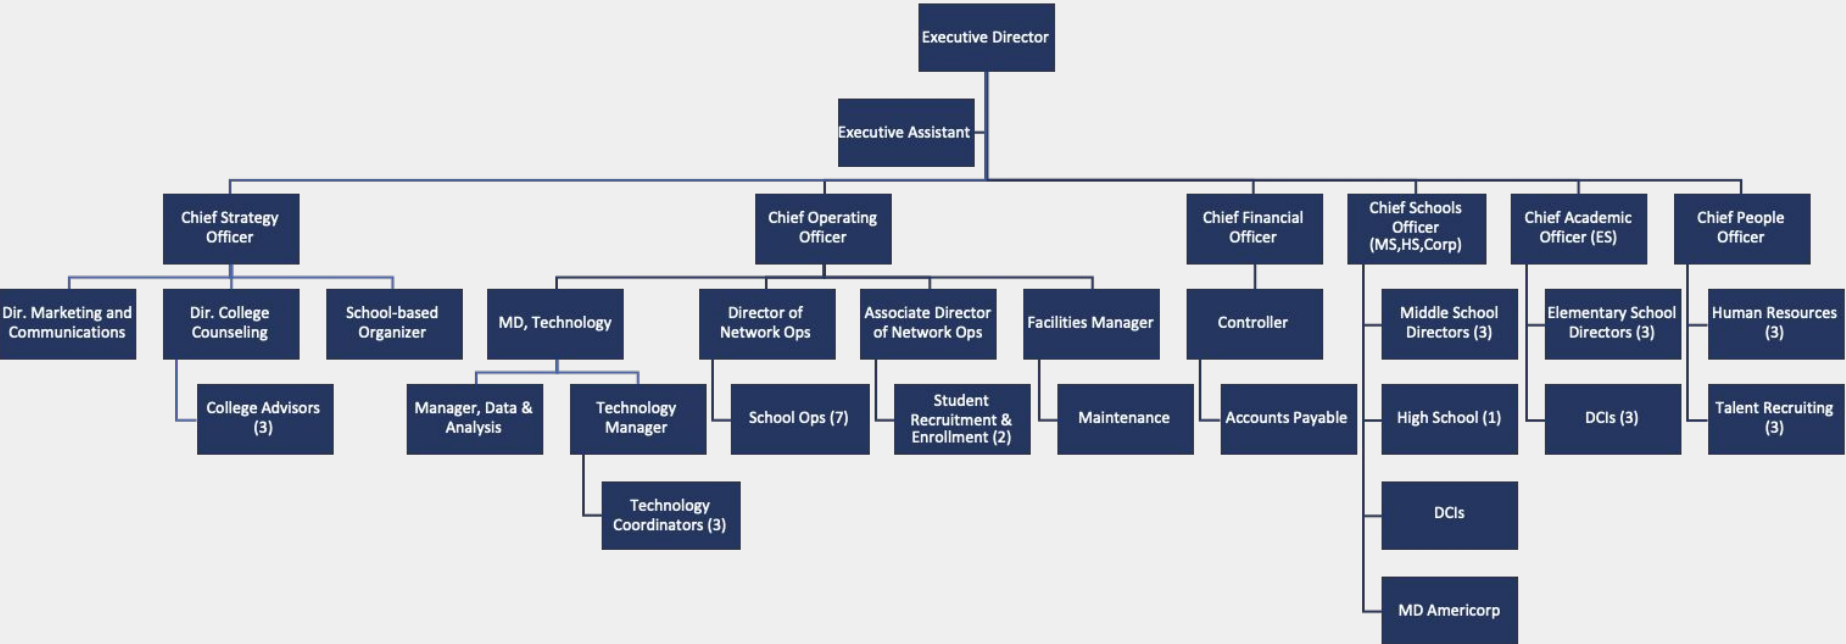 Executive Director
Executive Assistant
Chief Strategy
Officer
Chief Operating
Officer
Chief Financial
Officer
Chief Schools
Officer
(MS,HS,Corp)
Chief Academic
Officer (ES)
Chief People
Officer
Dir. Marketing and
Communications
Dir. College
Counseling
School-based
Organizer
MD, Technology
Director of
Network Ops
Associate Director
of Network Ops
Facilities Manager
Controller
Middle School
Directors (3)
Elementary School
Directors (3)
Human Resources
(3)
College Advisors
(3)
Manager, Data &
Analysis
Technology
Manager
School Ops (7)
Student
Recruitment &
Enrollment (2)
Maintenance
Accounts Payable
High School (1)
DCIs (3)
Talent Recruiting
(3)
Technology
Coordinators (3)
DCIs
MD Americorp